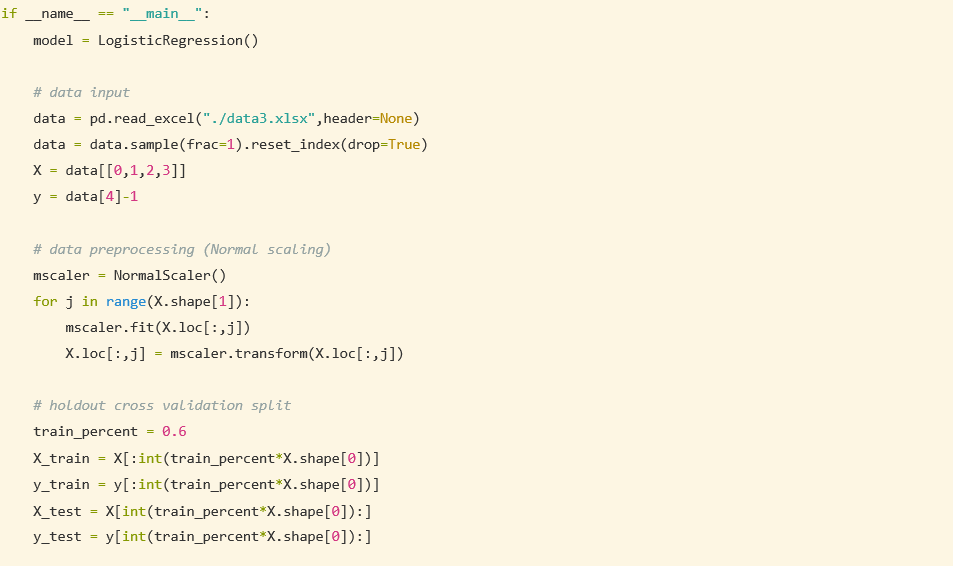 if __name__ == "__main__":
    model = LogisticRegression()

    # data input
    data = pd.read_excel("./data3.xlsx",header=None)
    data = data.sample(frac=1).reset_index(drop=True)
    X = data[[0,1,2,3]]
    y = data[4]-1

    # data preprocessing (Normal scaling)
    mscaler = NormalScaler()
    for j in range(X.shape[1]):
        mscaler.fit(X.loc[:,j])
        X.loc[:,j] = mscaler.transform(X.loc[:,j])

    # holdout cross validation split
    train_percent = 0.6
    X_train = X[:int(train_percent*X.shape[0])]
    y_train = y[:int(train_percent*X.shape[0])]
    X_test = X[int(train_percent*X.shape[0]):]
    y_test = y[int(train_percent*X.shape[0]):]